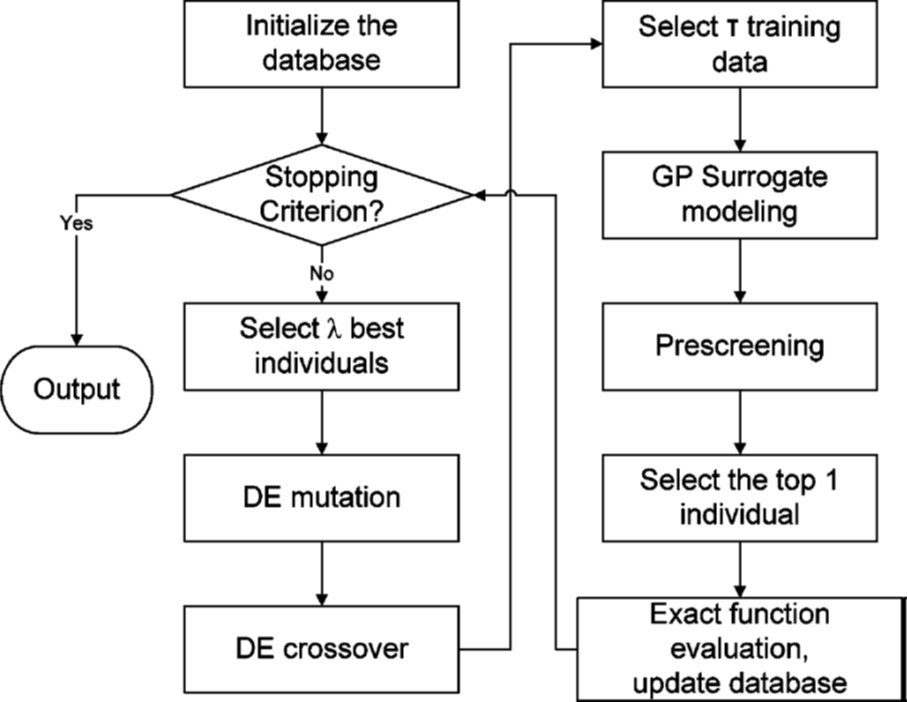 Initialize the
database
Stopping
Criterion?
Yes
No
Output
Select λ best
individuals
DE mutation
DE crossover
Select τ training
data
GP Surrogate
modeling
Prescreening
Select the top 1
individual
Exact function
evaluation,
update database